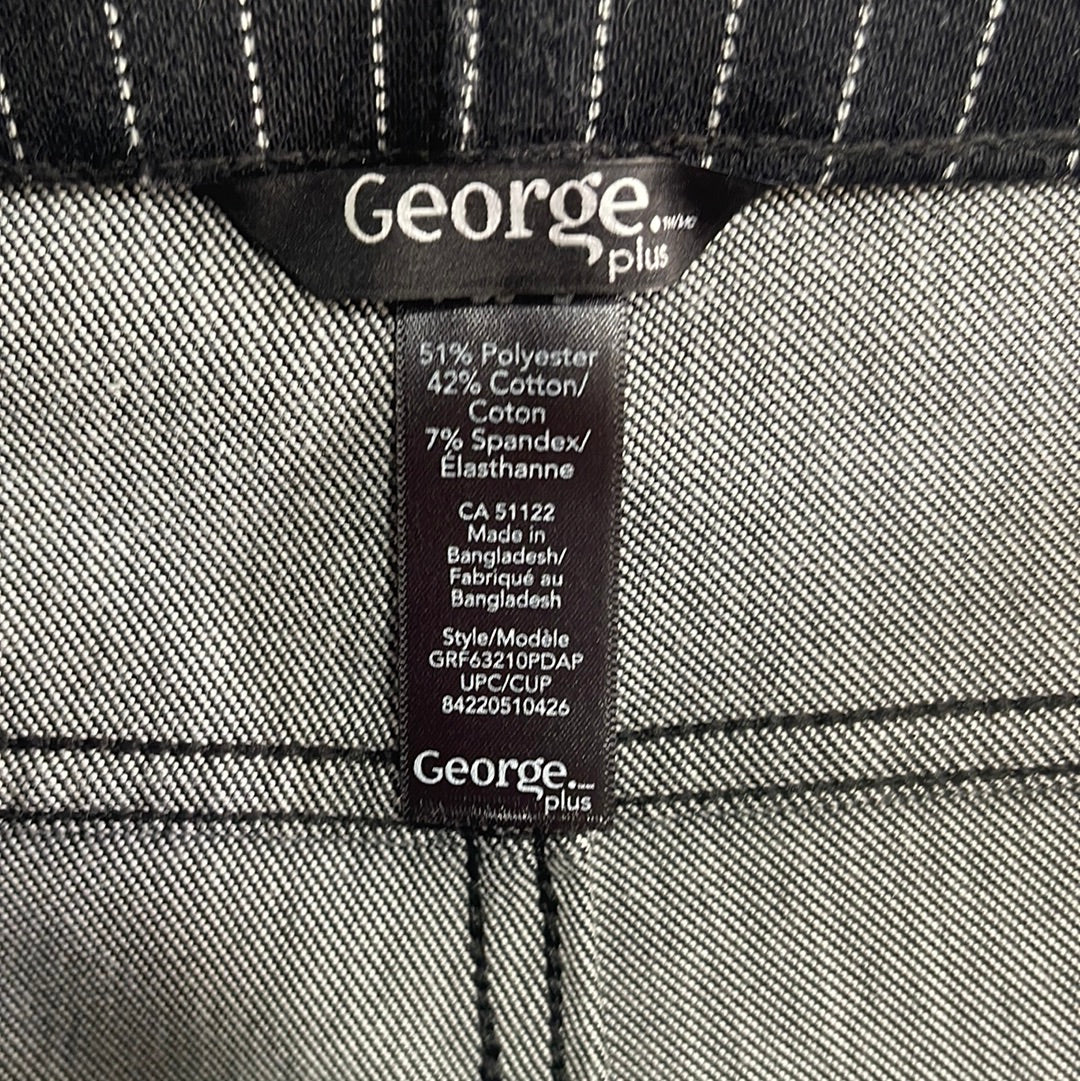 George.
plus
51% Polyester
42% Cotton/
Coton
7% Spandex/
Élasthanne
CA 51122
Made in
Bangladesh/
Fabriqué au
Bangladesh
Style/Modèle
GRF63210PDAP
UPC/CUP
84220510426
George.
plus